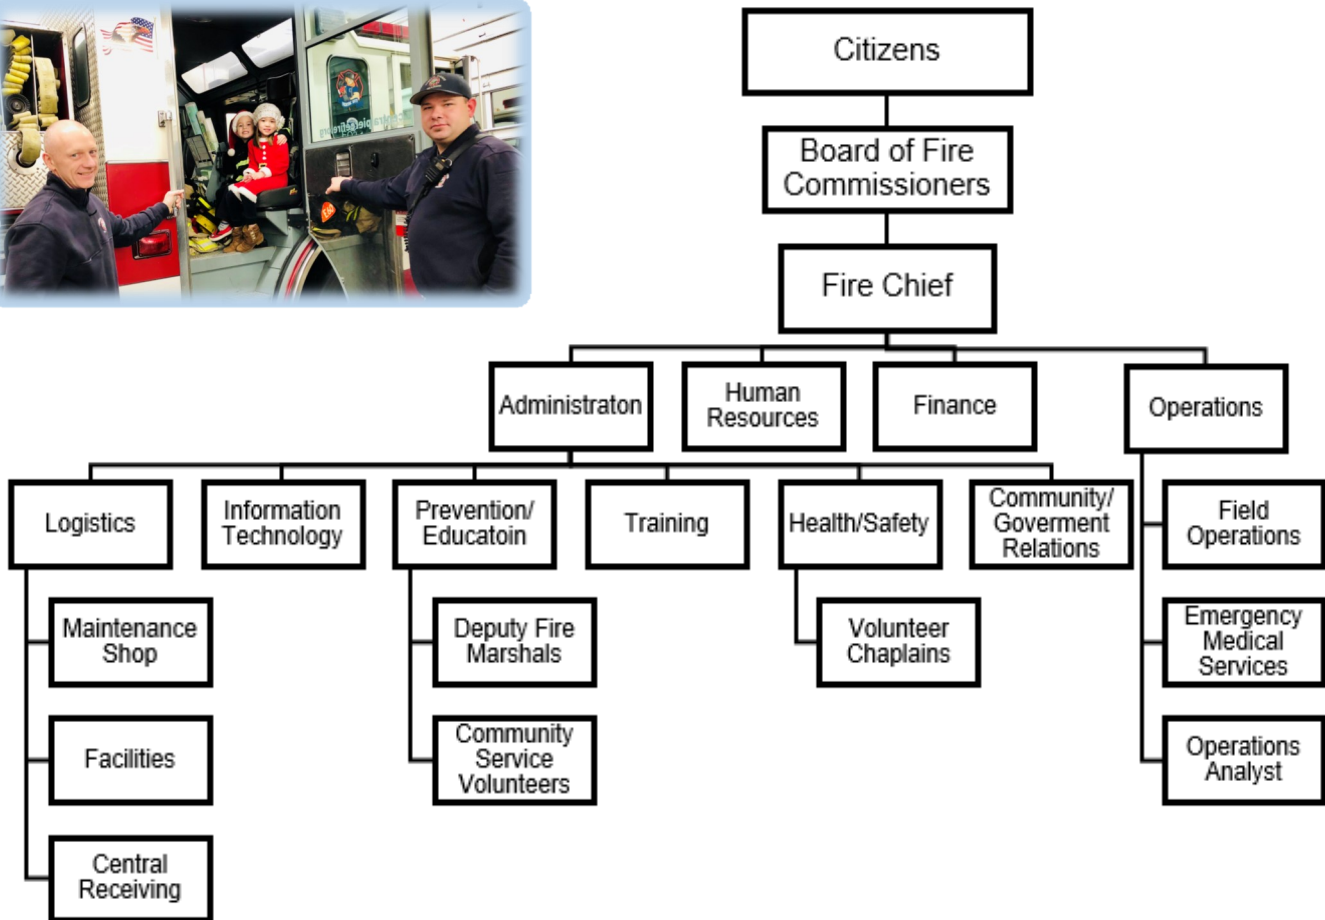 Citizens
Board of Fire
Commissioners
Fire Chief
Administraton
Human
Resources
Finance
Operations
Logistics
Information
Technology
Prevention/
Educatoin
Training
Health/Safety
Community/
Goverment
Relations
Field
Operations
Maintenance
Shop
Deputy Fire
Marshals
Volunteer
Chaplains
Emergency
Medical
Services
Facilities
Community
Service
Volunteers
Operations
Analyst
Central
Receiving